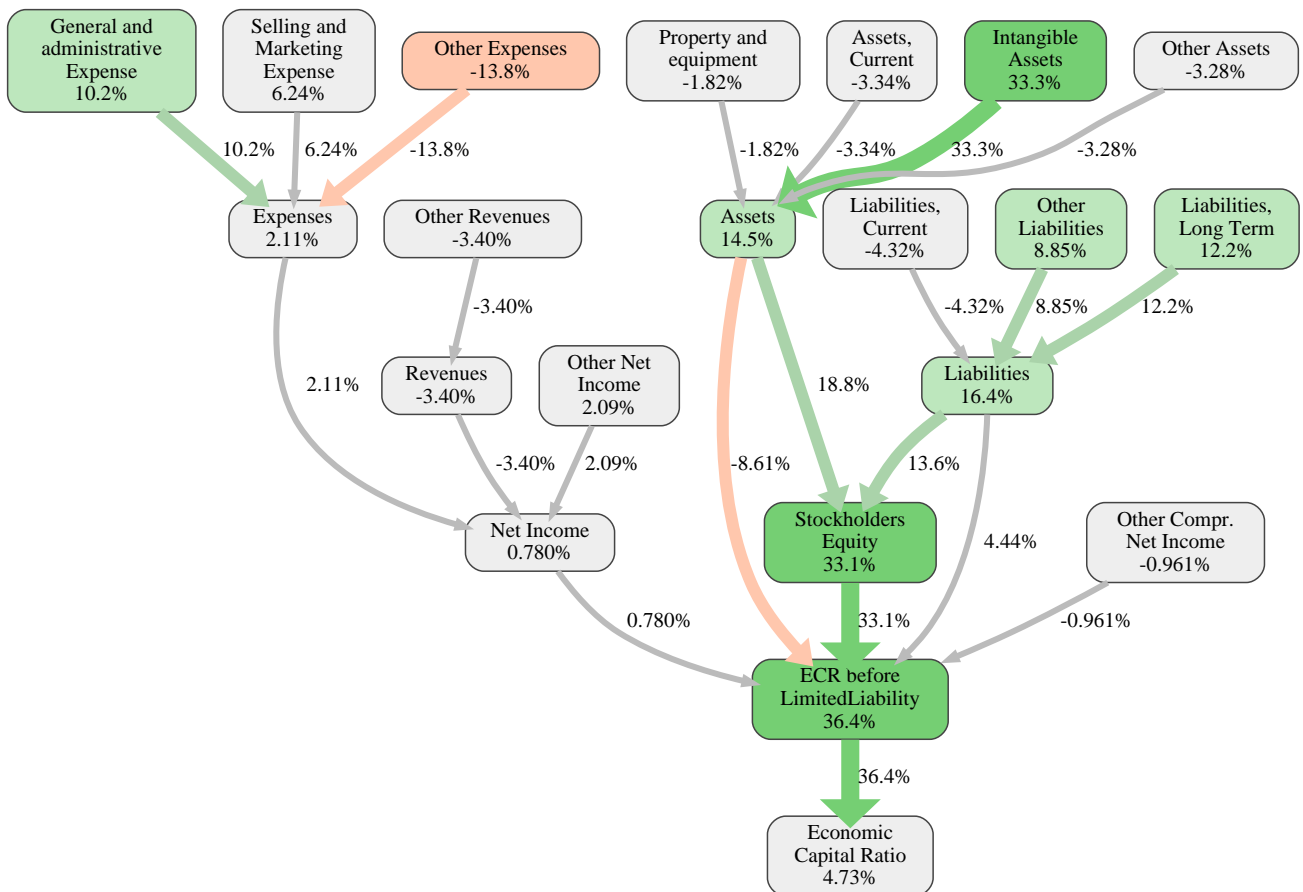 General and
administrative
Expense
10.2%
Selling and
Marketing
Expense
6.24%
Other Expenses
-13.8%
Property and
equipment
-1.82%
Assets,
Current
-3.34%
Intangible
Assets
33.3%
Other Assets
-3.28%
10.2%
6.24%
-13.8%
-1.82%
-3.34%
33.3%
-3.28%
Expenses
2.11%
Other Revenues
-3.40%
Assets
14.5%
Liabilities,
Current
-4.32%
Other
Liabilities
8.85%
Liabilities,
Long Term
12.2%
-3.40%
-4.32%
8.85%
12.2%
2.11%
Revenues
-3.40%
Other Net
Income
2.09%
18.8%
Liabilities
16.4%
-3.40%
2.09%
-8.61%
13.6%
Net Income
0.780%
Stockholders
Equity
33.1%
4.44%
Other Compr.
Net Income
-0.961%
0.780%
33.1%
-0.961%
ECR before
LimitedLiability
36.4%
36.4%
Economic
Capital Ratio
4.73%